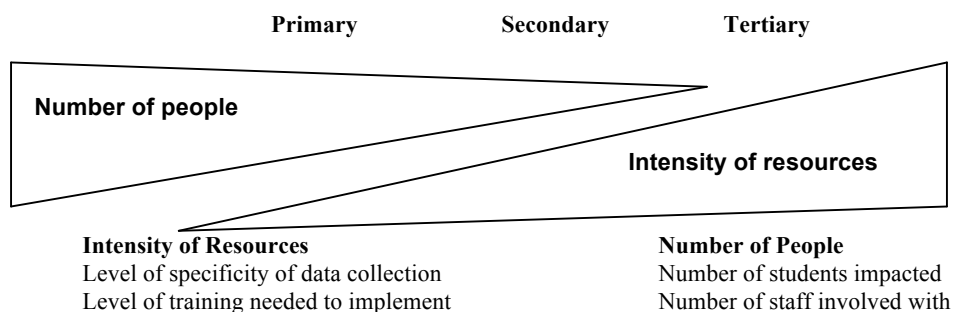 Primary Secondary Tertiary
Number of people
Intensity of resources
Intensity of Resources
Level of specificity of data collection
Level of training needed to implement
Number of People
Number of students impacted
Number of staff involved with